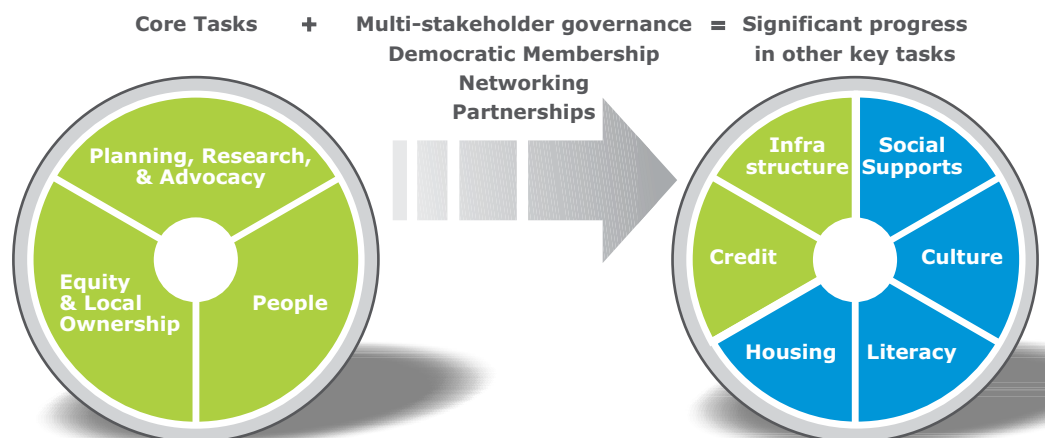 Core Tasks + Multi-stakeholder governance = Significant progress
Democratic Membership in other key tasks
Networking
Partnerships
Planning, Research,
& Advocacy
Equity
& Local
Ownership
People
Infra
structure
Social
Supports
Credit
Culture
Housing
Literacy